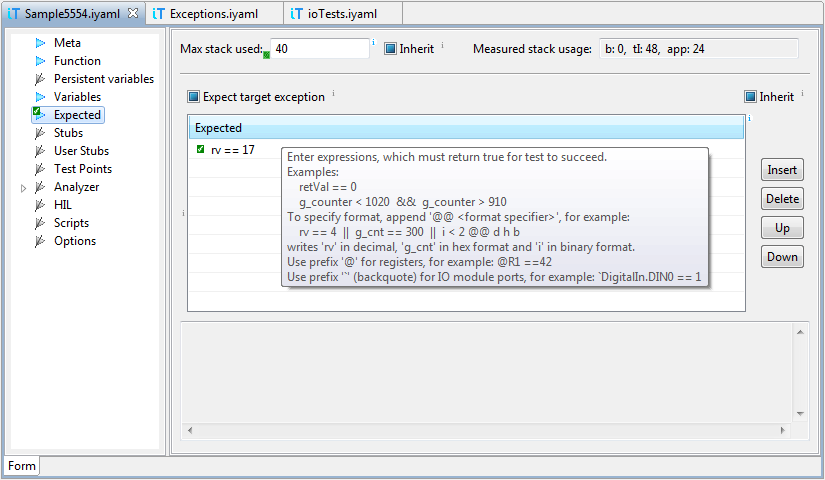 iT Sample5554.iyaml
iT Exceptions.iyaml
iT ioTests.iyaml
Meta
Function
Persistent variables
Variables
Expected
Stubs
User Stubs
Test Points
Analyzer
HIL
Scripts
Options
Max stack used: 40 i Inherit i Measured stack usage: b: 0, tI: 48, app: 24
Expect target exception i Inherit i
Expected i
rv == 17
Enter expressions, which must return true for test to succeed.
Examples:
retVal == 0
g_counter < 1020 && g_counter > 910
To specify format, append '@@ <format specifier>', for example:
rv == 4 || g_cnt == 300 || i < 2 @@ d h b
writes 'rv' in decimal, 'g_cnt' in hex format and 'i' in binary format.
Use prefix '@' for registers, for example: @R1 ==42
Use prefix '`' (backquote) for IO module ports, for example: `DigitalIn.DIN0 == 1
i
Insert
Delete
Up
Down
Form